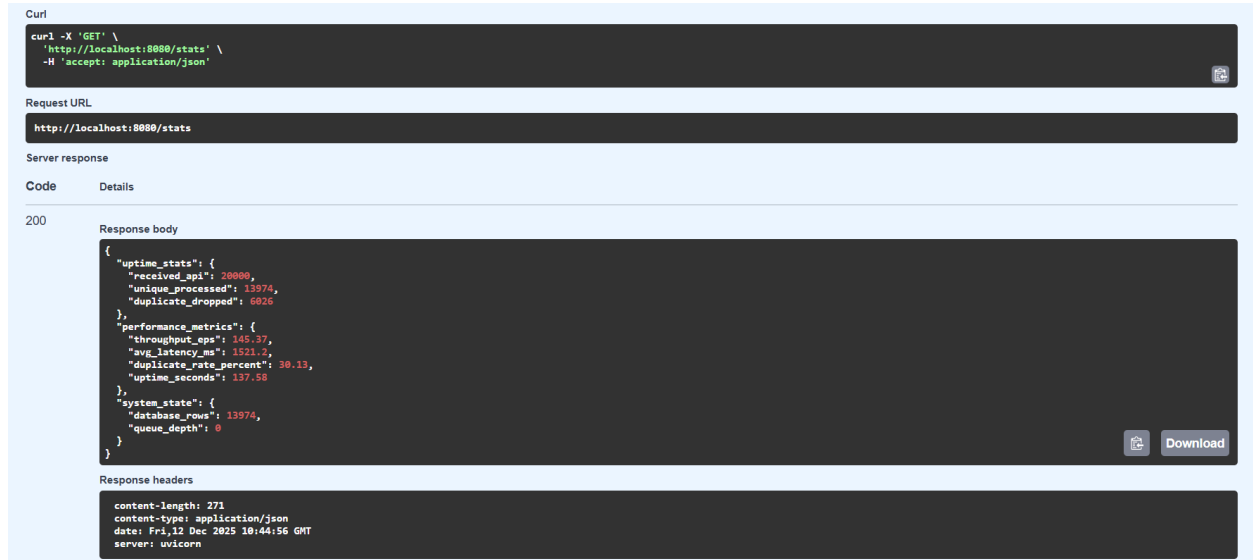 Curl
curl -X 'GET' \
  'http://localhost:8080/stats' \
  -H 'accept: application/json'
Request URL
http://localhost:8080/stats
Server response
Code Details
200
Response body
{
  "uptime_stats": {
    "received_api": 20000,
    "unique_processed": 13974,
    "duplicate_dropped": 6026
  },
  "performance_metrics": {
    "throughput_eps": 145.37,
    "avg_latency_ms": 1521.2,
    "duplicate_rate_percent": 30.13,
    "uptime_seconds": 137.58
  },
  "system_state": {
    "database_rows": 13974,
    "queue_depth": 0
  }
}
Download
Response headers
content-length: 271
content-type: application/json
date: Fri,12 Dec 2025 10:44:56 GMT
server: uvicorn